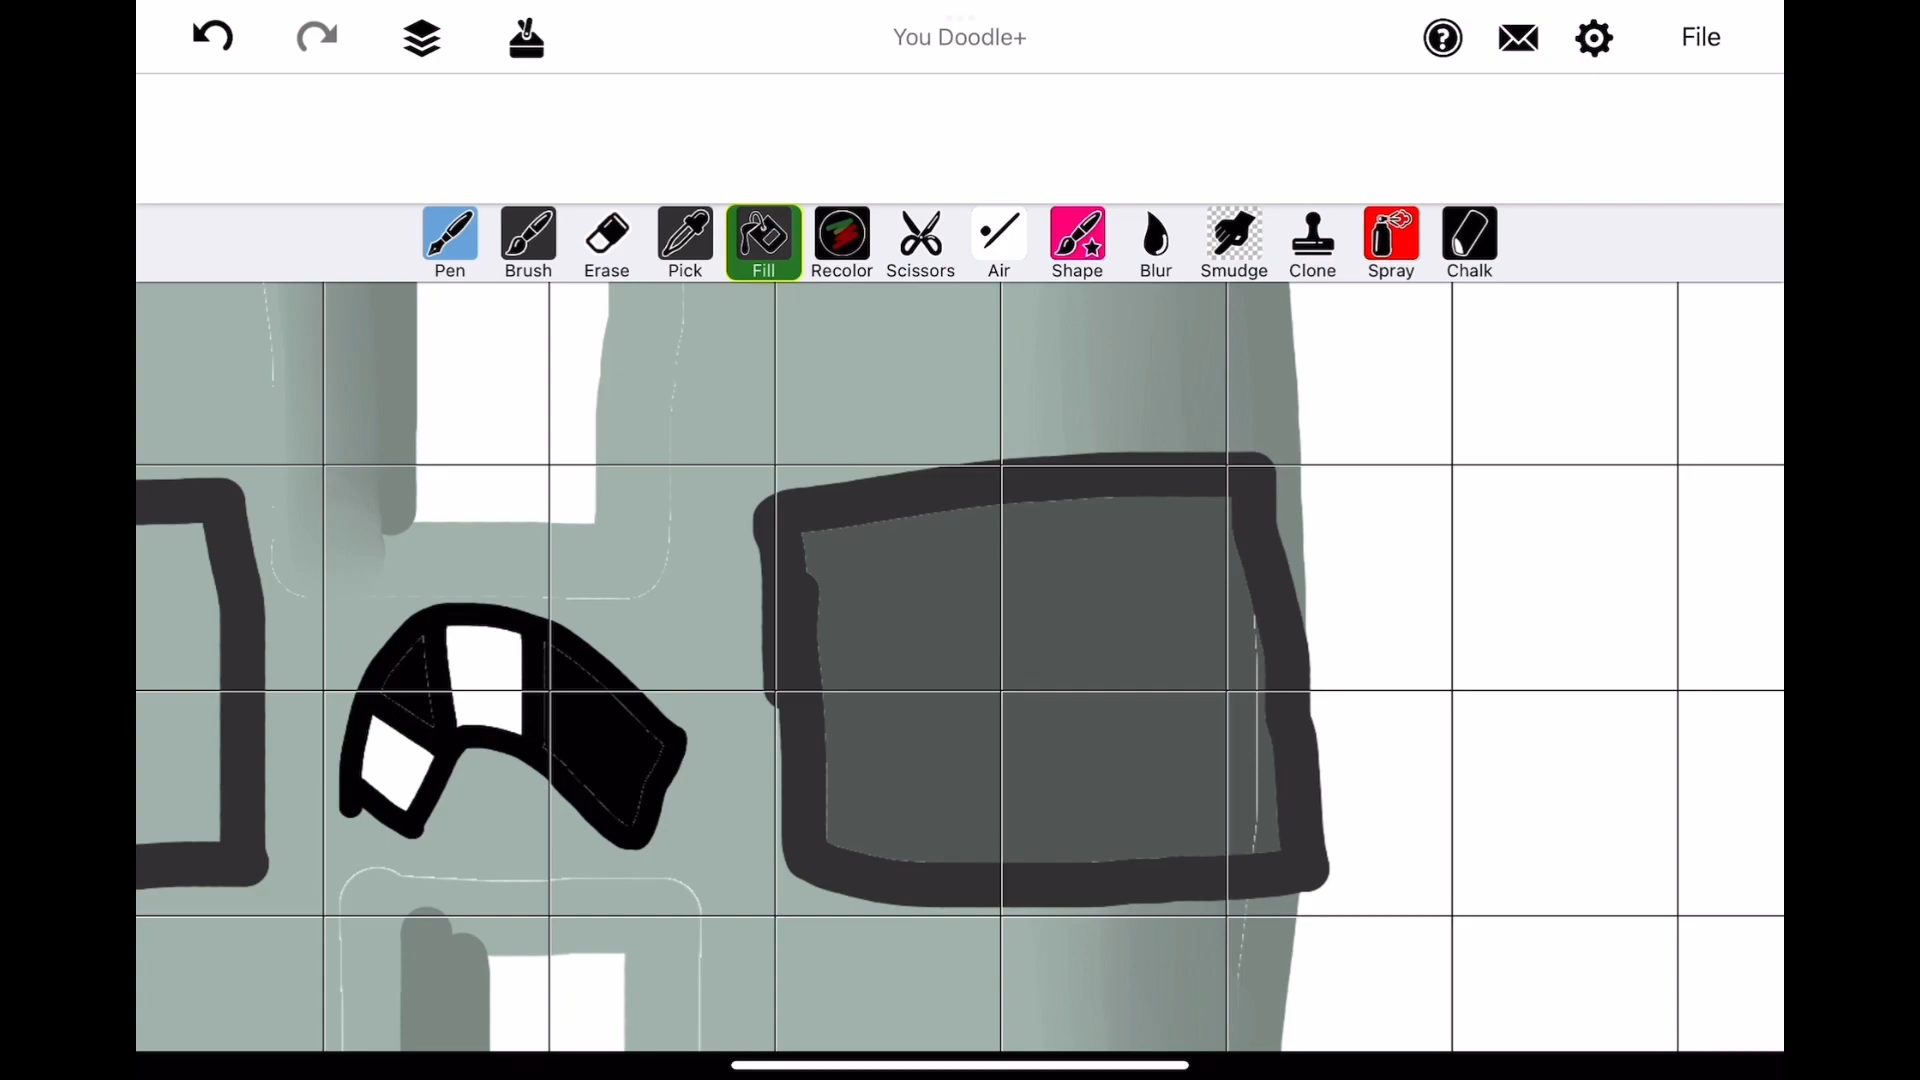 You Doodle+
File
Pen Brush Erase Pick Fill Recolor Scissors Air Shape Blur Smudge Clone Spray Chalk